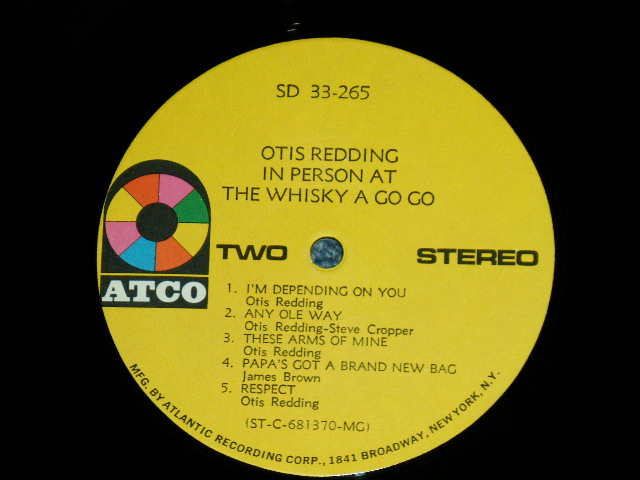 SD 33-265
OTIS REDDING
IN PERSON AT
THE WHISKY A GO GO
ATCO
TWO
STEREO
1. I'M DEPENDING ON YOU
Otis Redding
2. ANY OLE WAY
Otis Redding-Steve Cropper
3. THESE ARMS OF MINE
Otis Redding
4. PAPA'S GOT A BRAND NEW BAG
James Brown
5. RESPECT
Otis Redding
(ST-C-681370-MG)
MFG. BY ATLANTIC RECORDING CORP., 1841 BROADWAY, NEW YORK, N.Y.